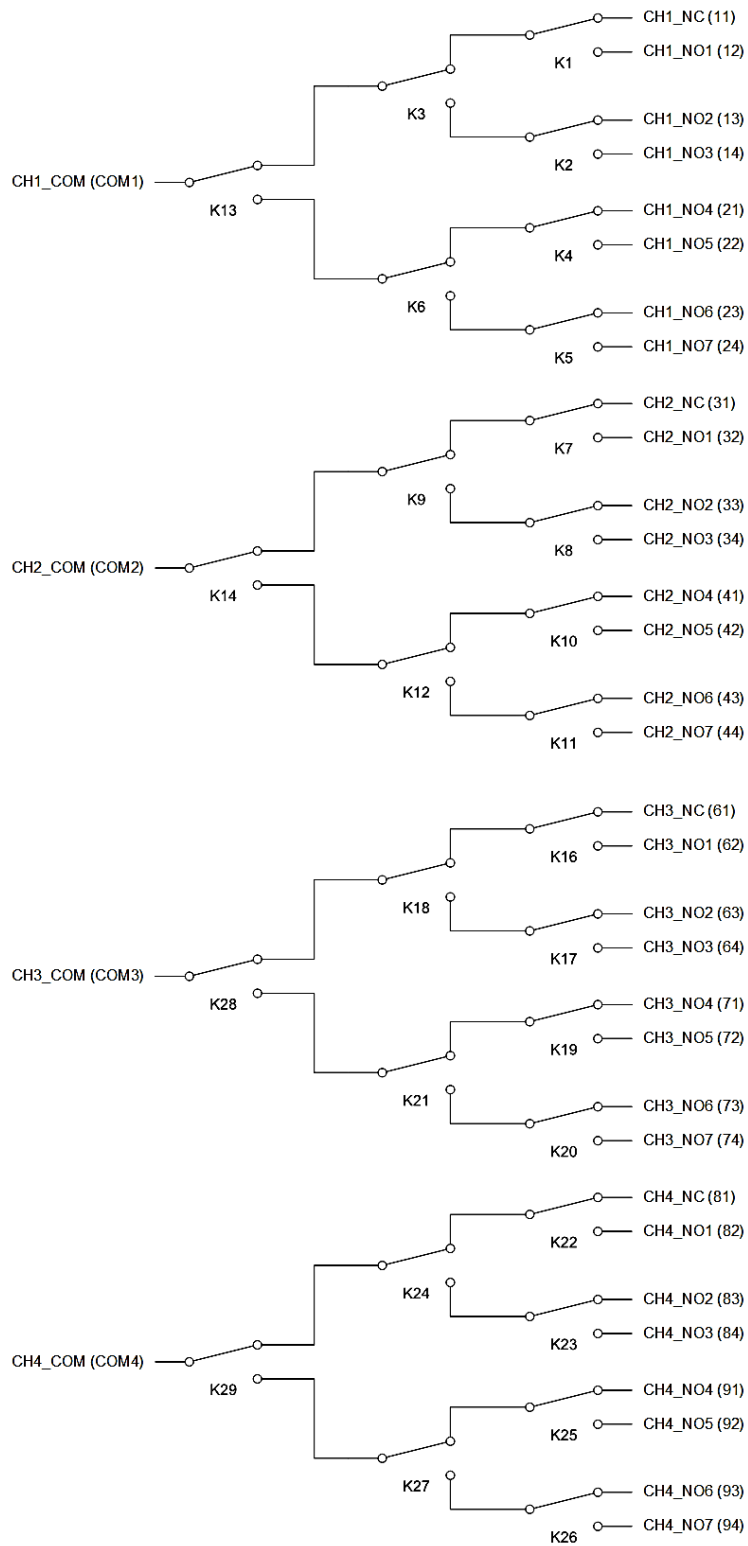 CH1_NC (11)
K1
CH1_NO1 (12)
K3
CH1_NO2 (13)
K2
CH1_NO3 (14)
CH1_COM (COM1)
K13
CH1_NO4 (21)
K4
CH1_NO5 (22)
K6
CH1_NO6 (23)
K5
CH1_NO7 (24)
CH2_NC (31)
K7
CH2_NO1 (32)
K9
CH2_NO2 (33)
K8
CH2_NO3 (34)
CH2_COM (COM2)
K14
CH2_NO4 (41)
K10
CH2_NO5 (42)
K12
CH2_NO6 (43)
K11
CH2_NO7 (44)
CH3_NC (61)
K16
CH3_NO1 (62)
K18
CH3_NO2 (63)
K17
CH3_NO3 (64)
CH3_COM (COM3)
K28
CH3_NO4 (71)
K19
CH3_NO5 (72)
K21
CH3_NO6 (73)
K20
CH3_NO7 (74)
CH4_NC (81)
K22
CH4_NO1 (82)
K24
CH4_NO2 (83)
K23
CH4_NO3 (84)
CH4_COM (COM4)
K29
CH4_NO4 (91)
K25
CH4_NO5 (92)
K27
CH4_NO6 (93)
K26
CH4_NO7 (94)